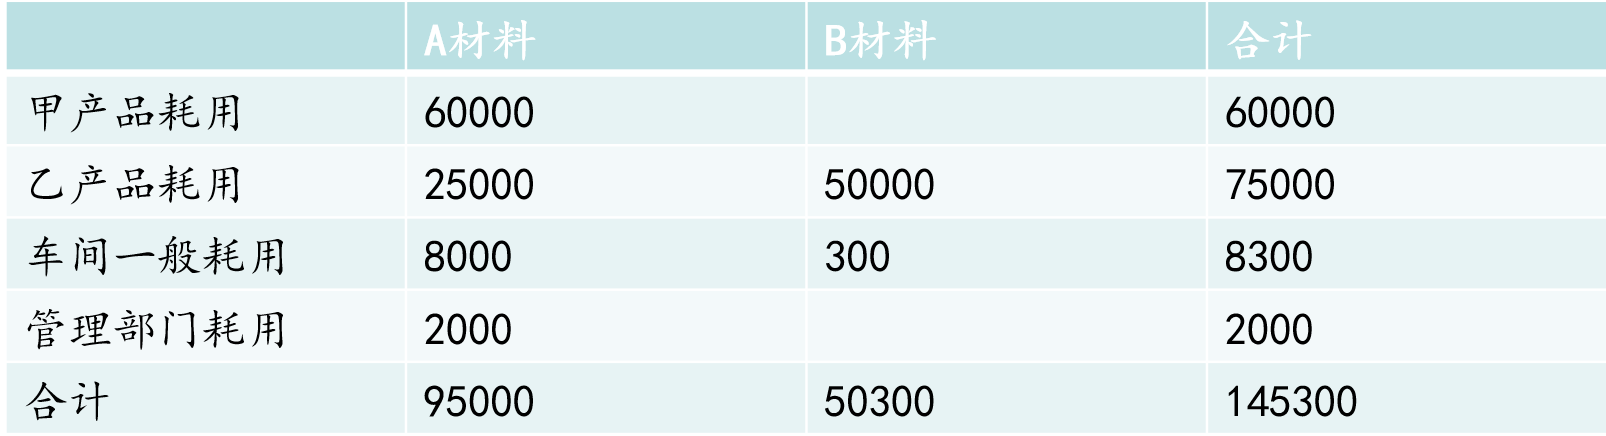 A材料 B材料 合计
甲产品耗用 60000 60000
乙产品耗用 25000 50000 75000
车间一般耗用 8000 300 8300
管理部门耗用 2000 2000
合计 95000 50300 145300